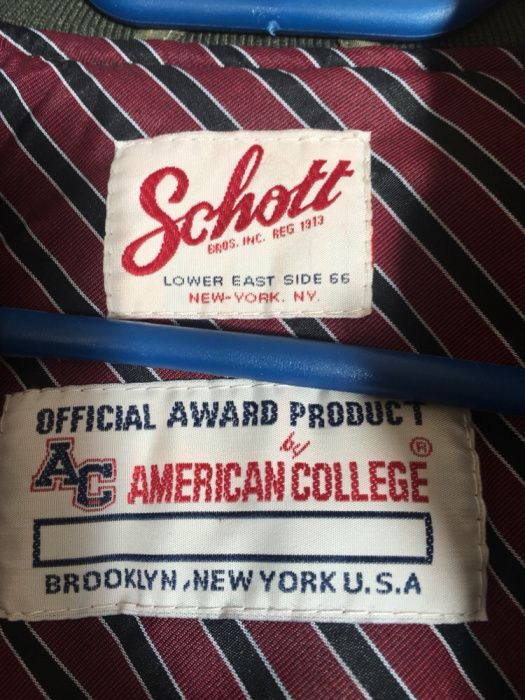 Schott
BROS. INC. REG 1913
LOWER EAST SIDE 66
NEW-YORK. NY.
OFFICIAL AWARD PRODUCT
AC AMERICAN COLLEGE ®
BROOKLYN, NEW YORK U.S.A